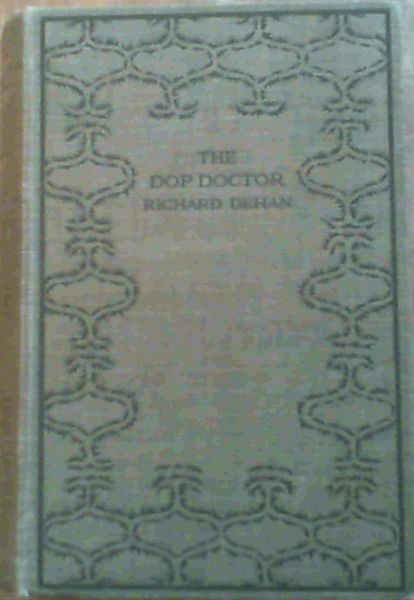 THE
DOP DOCTOR
RICHARD DEHAN